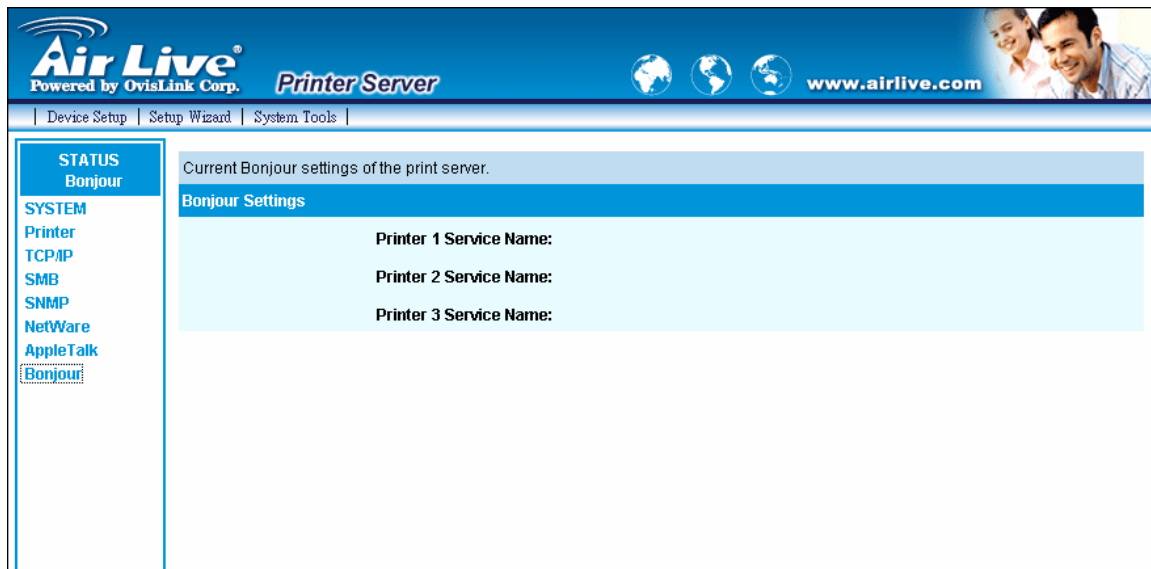 Air Live®
Powered by OvisLink Corp.
Printer Server
www.airlive.com
| Device Setup | Setup Wizard | System Tools |
STATUS
Bonjour
SYSTEM
Printer
TCP/IP
SMB
SNMP
NetWare
AppleTalk
Bonjour
Current Bonjour settings of the print server.
Bonjour Settings
Printer 1 Service Name:
Printer 2 Service Name:
Printer 3 Service Name: